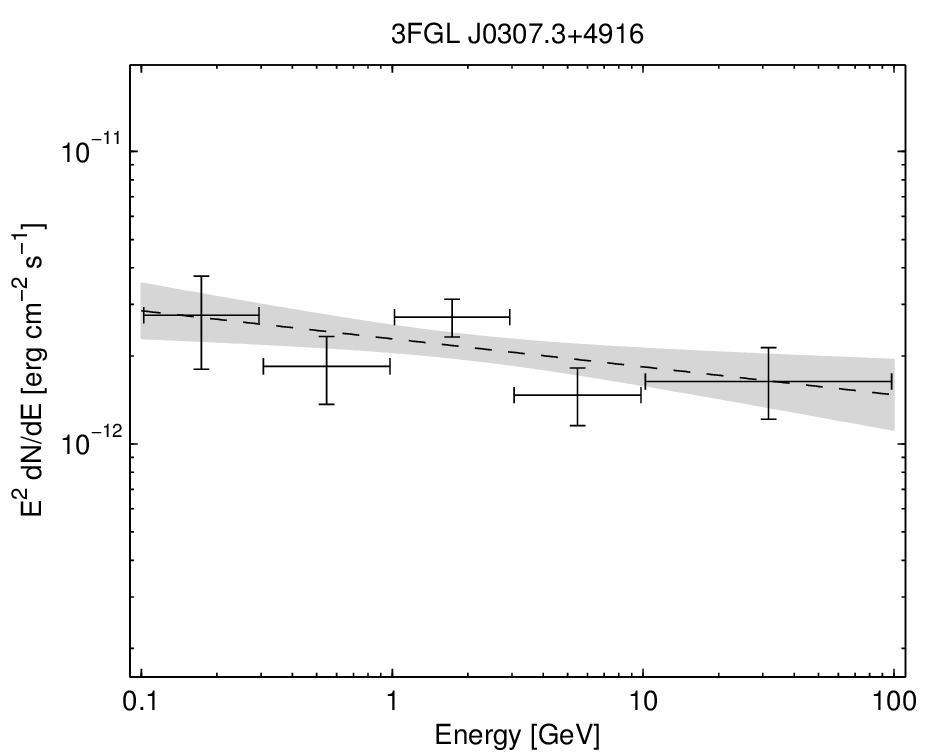 3FGL J0307.3+4916
10⁻¹¹
10⁻¹²
E² dN/dE [erg cm⁻² s⁻¹]
0.1 1 10 100
Energy [GeV]